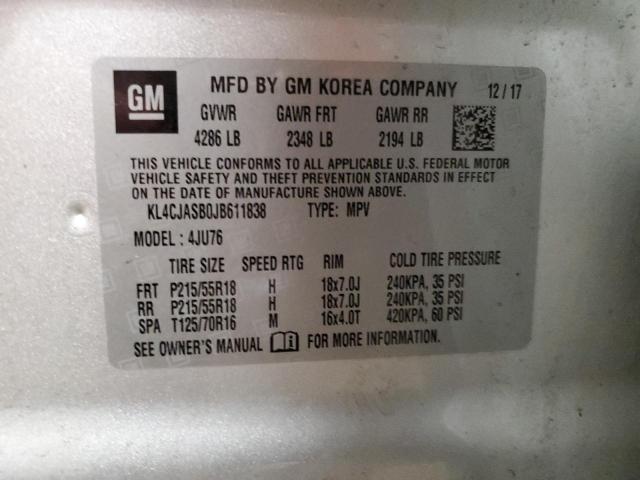 GM
MFD BY GM KOREA COMPANY 12/17
GVWR GAWR FRT GAWR RR
4286 LB 2348 LB 2194 LB
THIS VEHICLE CONFORMS TO ALL APPLICABLE U.S. FEDERAL MOTOR
VEHICLE SAFETY AND THEFT PREVENTION STANDARDS IN EFFECT
ON THE DATE OF MANUFACTURE SHOWN ABOVE.
KL4CJASB0JB611838 TYPE: MPV
MODEL : 4JU76
TIRE SIZE SPEED RTG RIM COLD TIRE PRESSURE
FRT P215/55R18 H 18x7.0J 240KPA, 35 PSI
RR P215/55R18 H 18x7.0J 240KPA, 35 PSI
SPA T125/70R16 M 16x4.0T 420KPA, 60 PSI
SEE OWNER'S MANUAL FOR MORE INFORMATION.